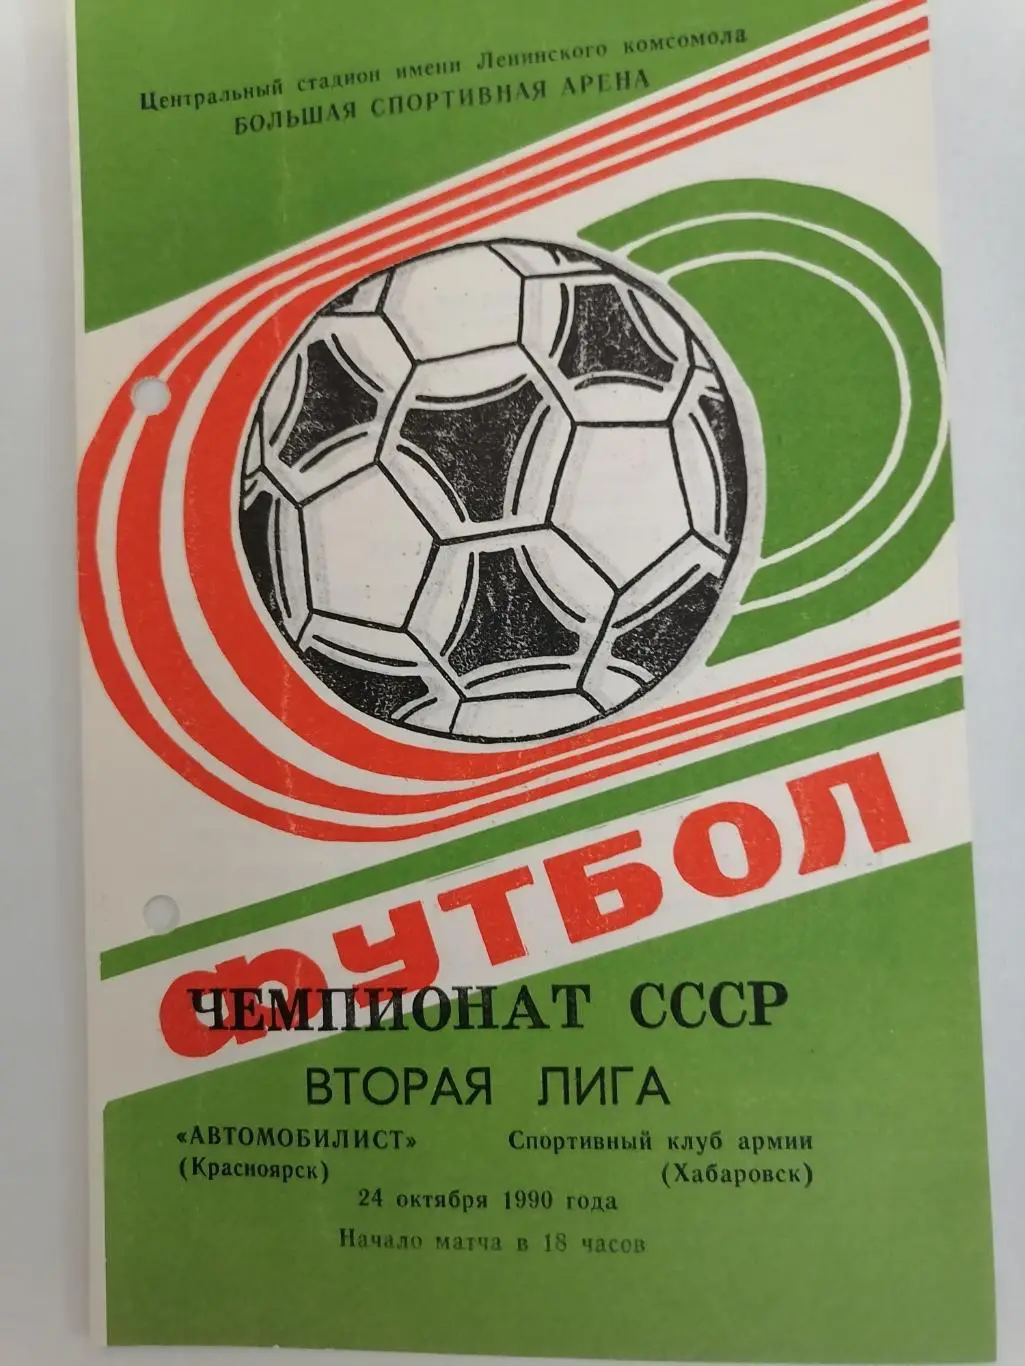 Центральный стадион имени Ленинского комсомола
БОЛЬШАЯ СПОРТИВНАЯ АРЕНА
ФУТБОЛ
ЧЕМПИОНАТ СССР
ВТОРАЯ ЛИГА
«АВТОМОБИЛИСТ» Спортивный клуб армии
(Красноярск) (Хабаровск)
24 октября 1990 года
Начало матча в 18 часов